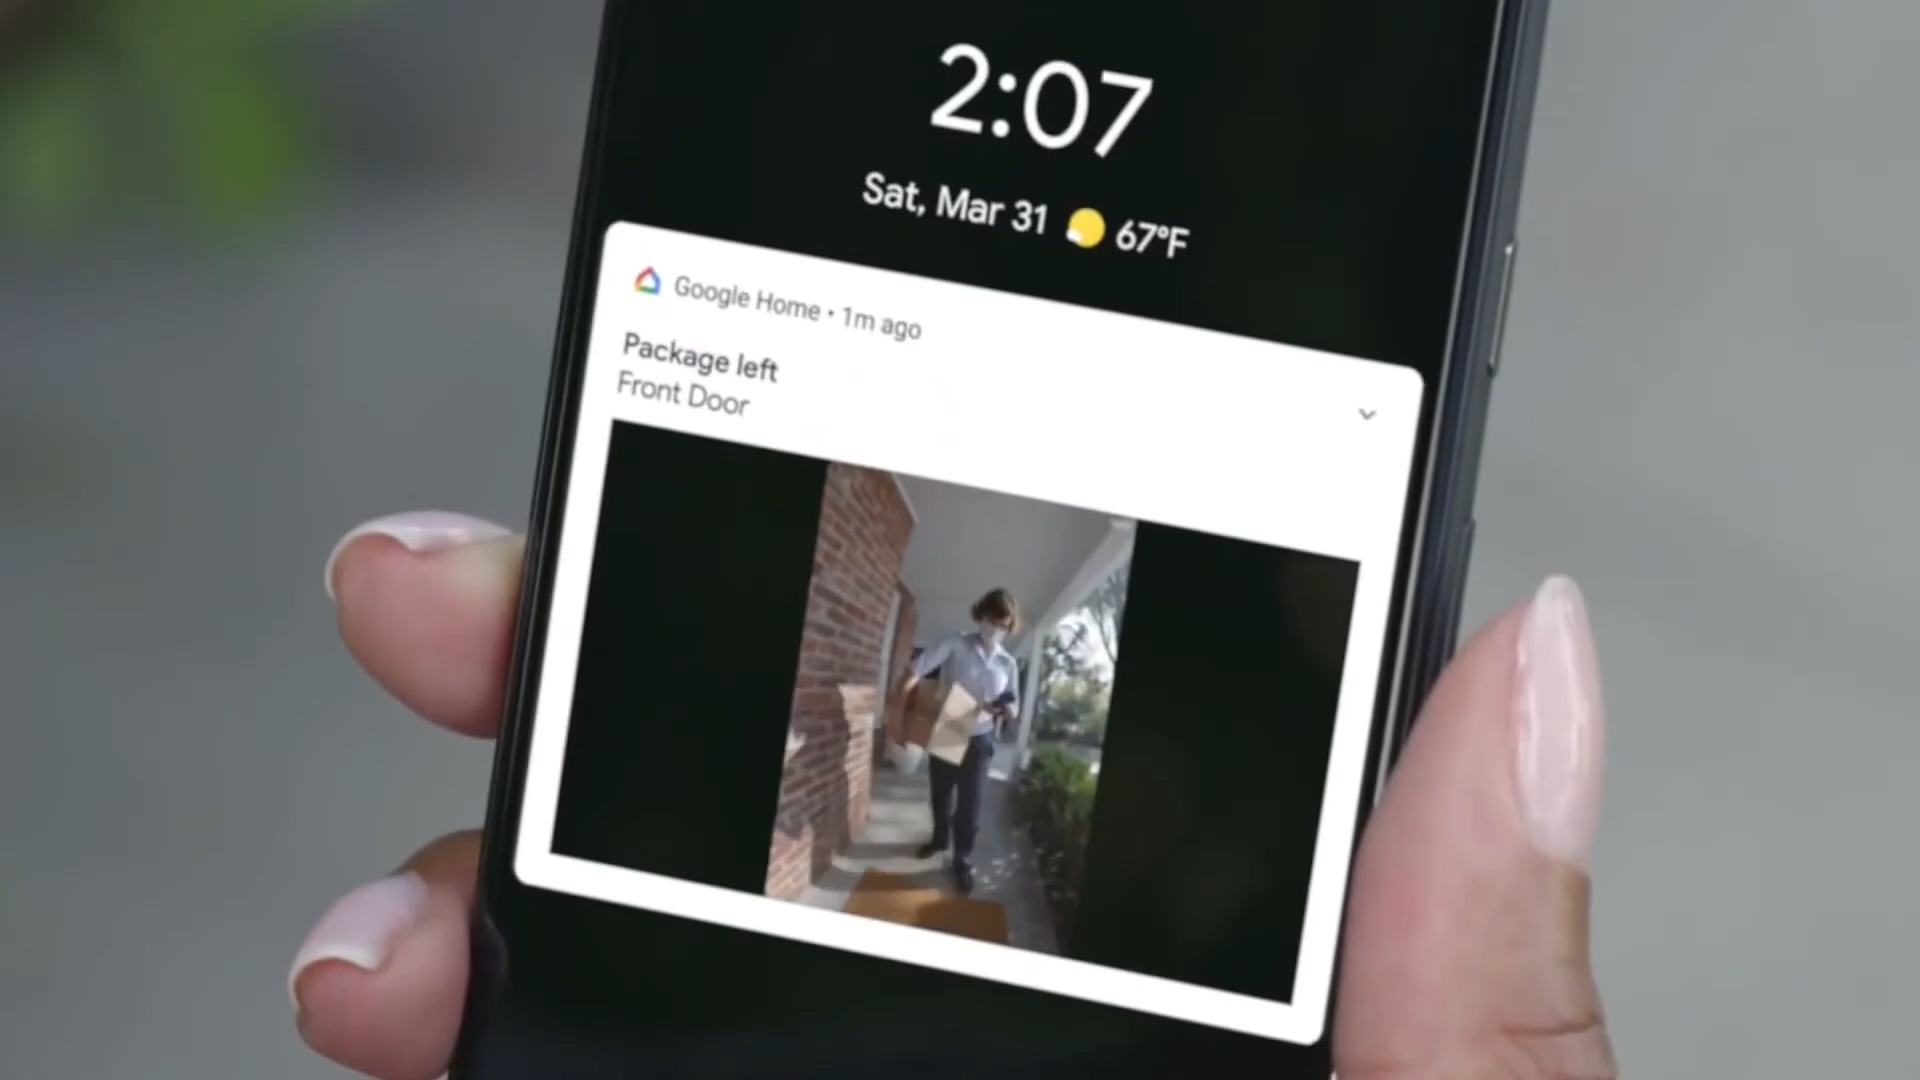 2:07
Sat, Mar 31 67°F
Google Home • 1m ago
Package left
Front Door